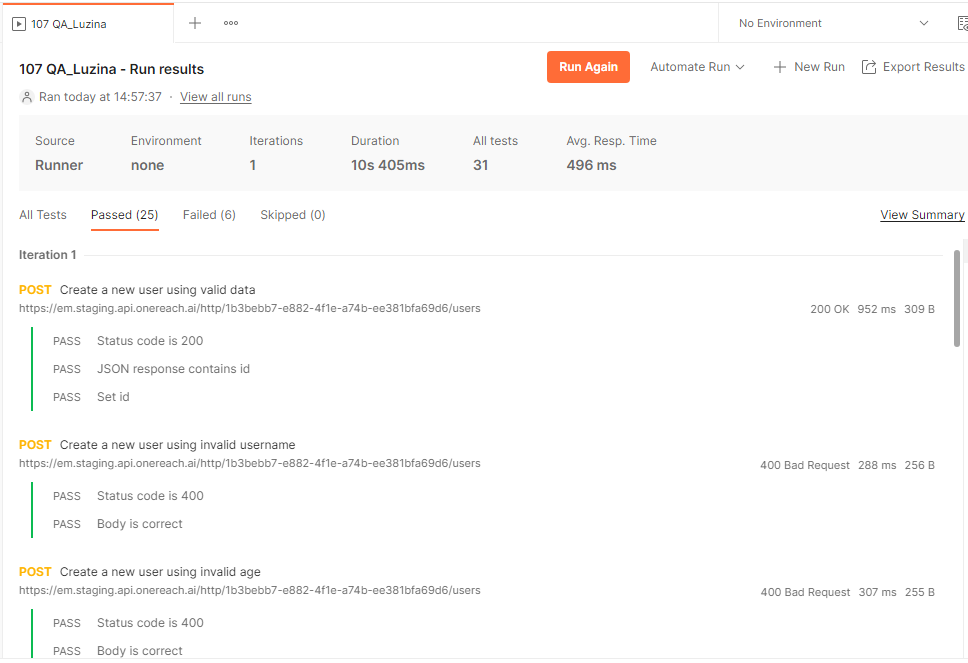 107 QA_Luzina
No Environment
107 QA_Luzina - Run results
Run Again
Automate Run
New Run
Export Results
Ran today at 14:57:37 · View all runs
Source Environment Iterations Duration All tests Avg. Resp. Time
Runner none 1 10s 405ms 31 496 ms
All Tests Passed (25) Failed (6) Skipped (0) View Summary
Iteration 1
POST Create a new user using valid data
https://em.staging.api.onereach.ai/http/1b3bebb7-e882-4f1e-a74b-ee381bfa69d6/users
200 OK 952 ms 309 B
PASS Status code is 200
PASS JSON response contains id
PASS Set id
POST Create a new user using invalid username
https://em.staging.api.onereach.ai/http/1b3bebb7-e882-4f1e-a74b-ee381bfa69d6/users
400 Bad Request 288 ms 256 B
PASS Status code is 400
PASS Body is correct
POST Create a new user using invalid age
https://em.staging.api.onereach.ai/http/1b3bebb7-e882-4f1e-a74b-ee381bfa69d6/users
400 Bad Request 307 ms 255 B
PASS Status code is 400
PASS Body is correct